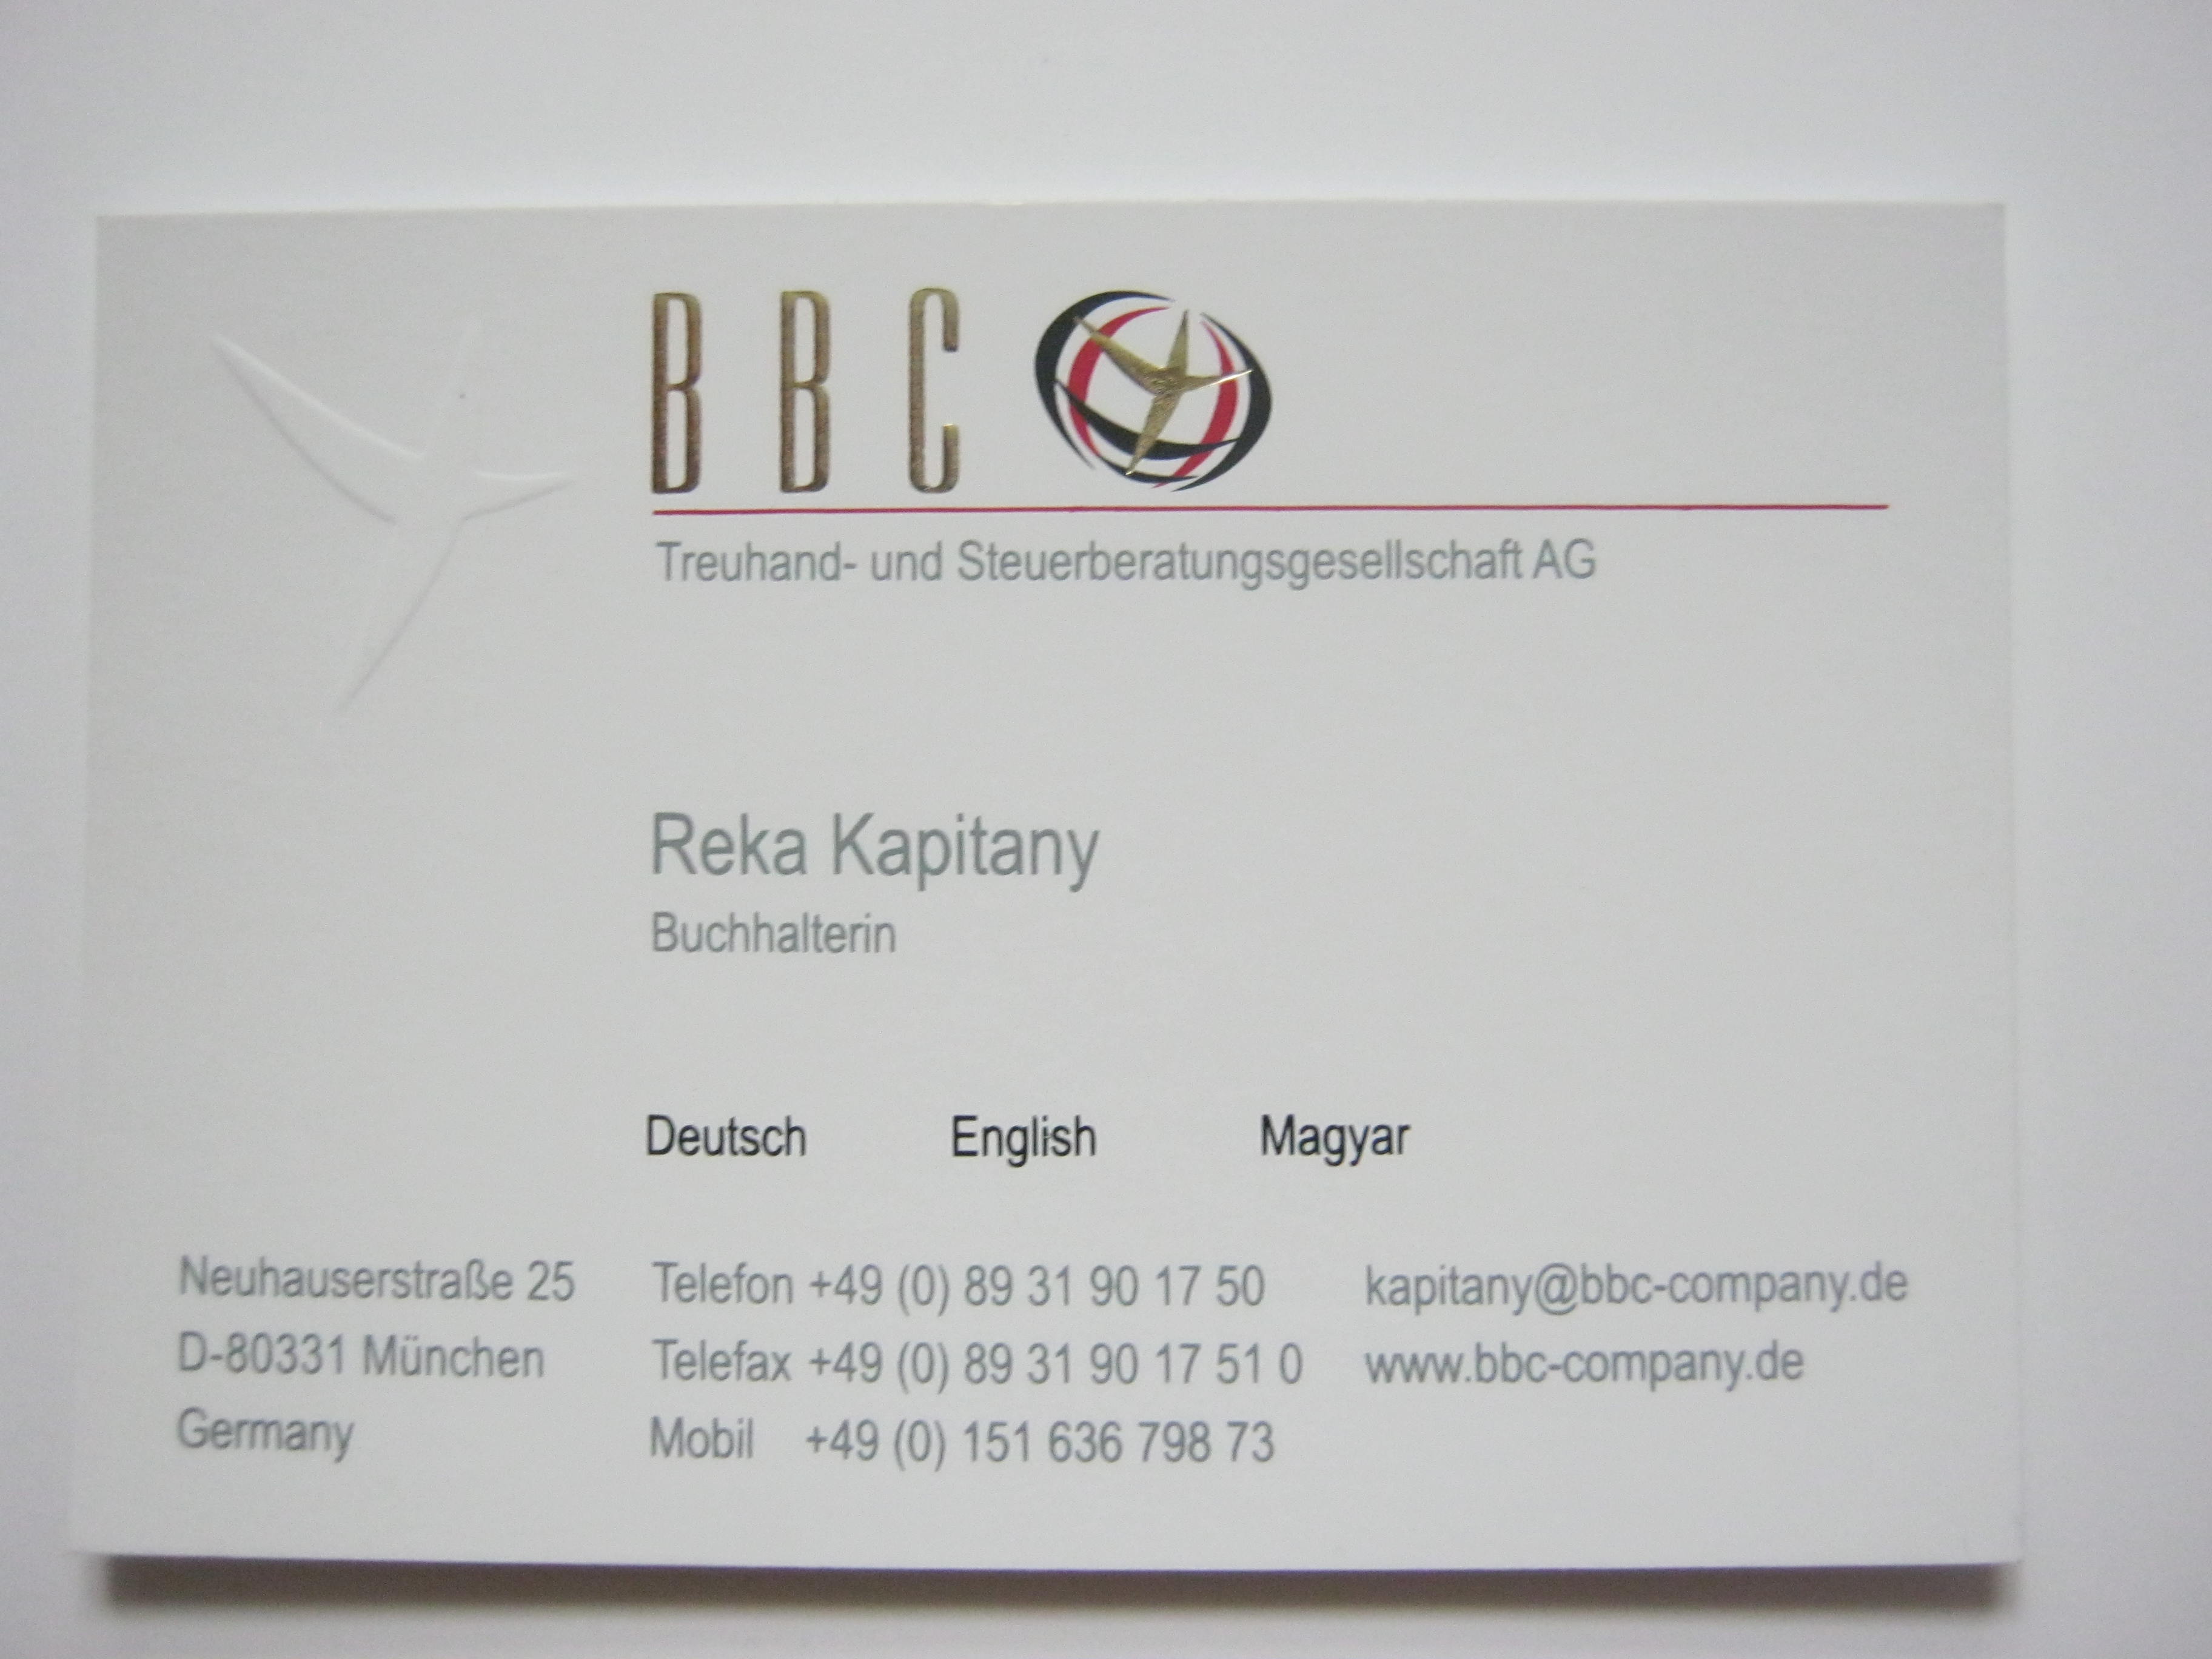 BBC
Treuhand- und Steuerberatungsgesellschaft AG
Reka Kapitany
Buchhalterin
Deutsch English Magyar
Neuhauserstraße 25
D-80331 München
Germany
Telefon +49 (0) 89 31 90 17 50
Telefax +49 (0) 89 31 90 17 51 0
Mobil +49 (0) 151 636 798 73
kapitany@bbc-company.de
www.bbc-company.de